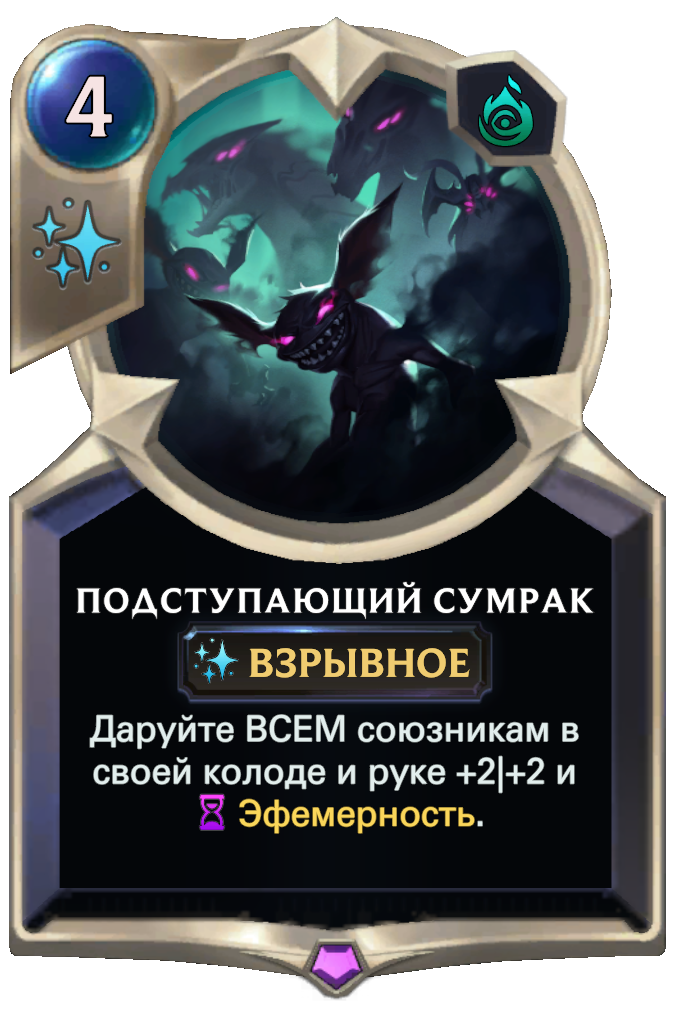 4
ПОДСТУПАЮЩИЙ СУМРАК
ВЗРЫВНОЕ
Даруйте ВСЕМ союзникам в
своей колоде и руке +2|+2 и
Эфемерность.